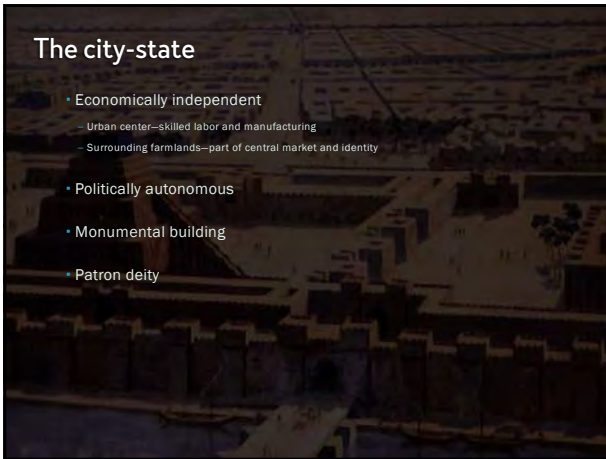 The city-state
▪ Economically independent
– Urban center—skilled labor and manufacturing
– Surrounding farmlands—part of central market and identity
▪ Politically autonomous
▪ Monumental building
▪ Patron deity